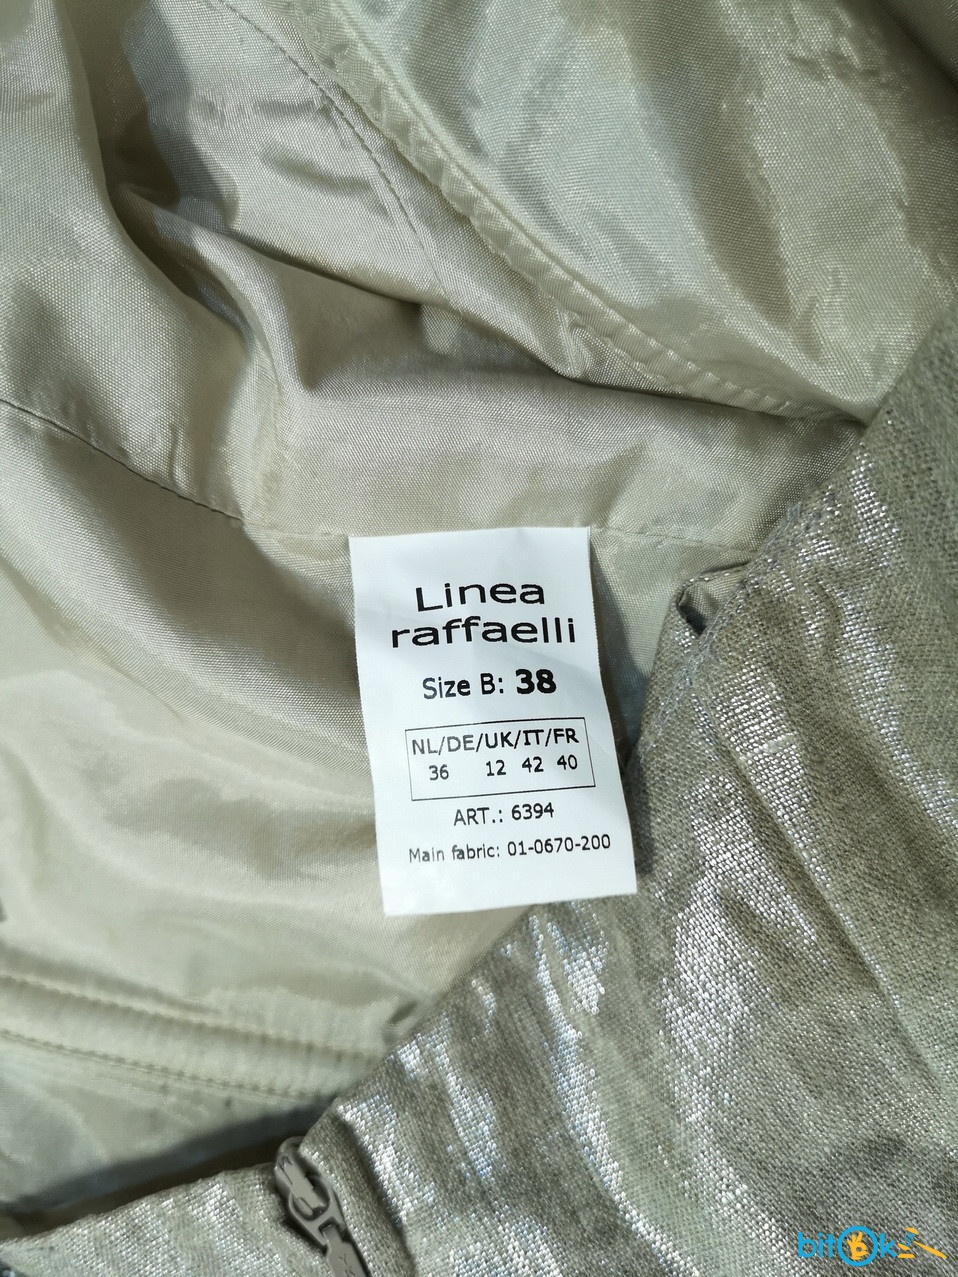 Linea
raffaelli
Size B: 38
NL/DE/UK/IT/FR
36 12 42 40
ART.: 6394
Main fabric: 01-0670-200
bitok